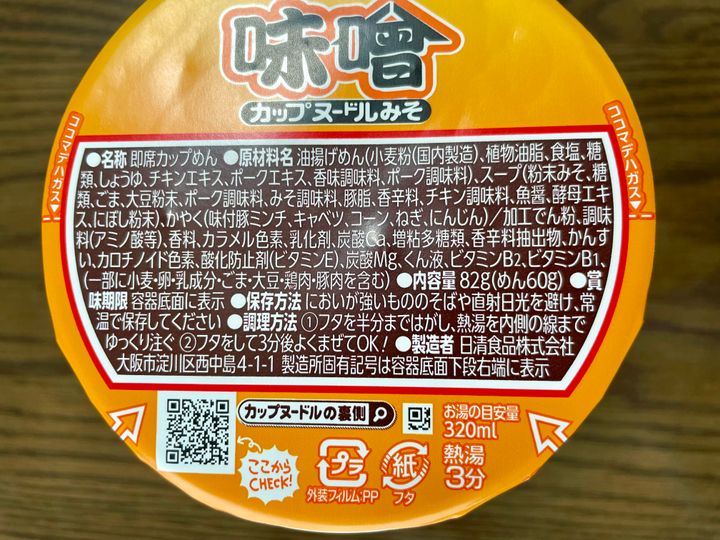 味噌
カップヌードルみそ
ココマデハガス▼
ココマデハガス▼
●名称 即席カップめん ●原材料名 油揚げめん(小麦粉(国内製造)、植物油脂、食塩、糖
類、しょうゆ、チキンエキス、ポークエキス、香味調味料、ポーク調味料)、スープ(粉末みそ、糖
類、ごま、大豆粉末、ポーク調味料、みそ調味料、豚脂、香辛料、チキン調味料、魚醤、酵母エキ
ス、にぼし粉末)、かやく(味付豚ミンチ、キャベツ、コーン、ねぎ、にんじん)/加工でん粉、調味
料(アミノ酸等)、香料、カラメル色素、乳化剤、炭酸Ca、増粘多糖類、香辛料抽出物、かんす
い、カロチノイド色素、酸化防止剤(ビタミンE)、炭酸Mg、くん液、ビタミンB2、ビタミンB1、
(一部に小麦・卵・乳成分・ごま・大豆・鶏肉・豚肉を含む) ●内容量 82g(めん60g) ●賞
味期限 容器底面に表示 ●保存方法 においが強いもののそばや直射日光を避け、常
温で保存してください ●調理方法 ①フタを半分まではがし、熱湯を内側の線まで
ゆっくり注ぐ ②フタをして3分後よくまぜてOK! ●製造者 日清食品株式会社
大阪市淀川区西中島4-1-1 製造所固有記号は容器底面下段右端に表示
カップヌードルの裏側
ここから
CHECK!
プラ
外装フィルム:PP
紙
フタ
お湯の目安量
320ml
熱湯
3分